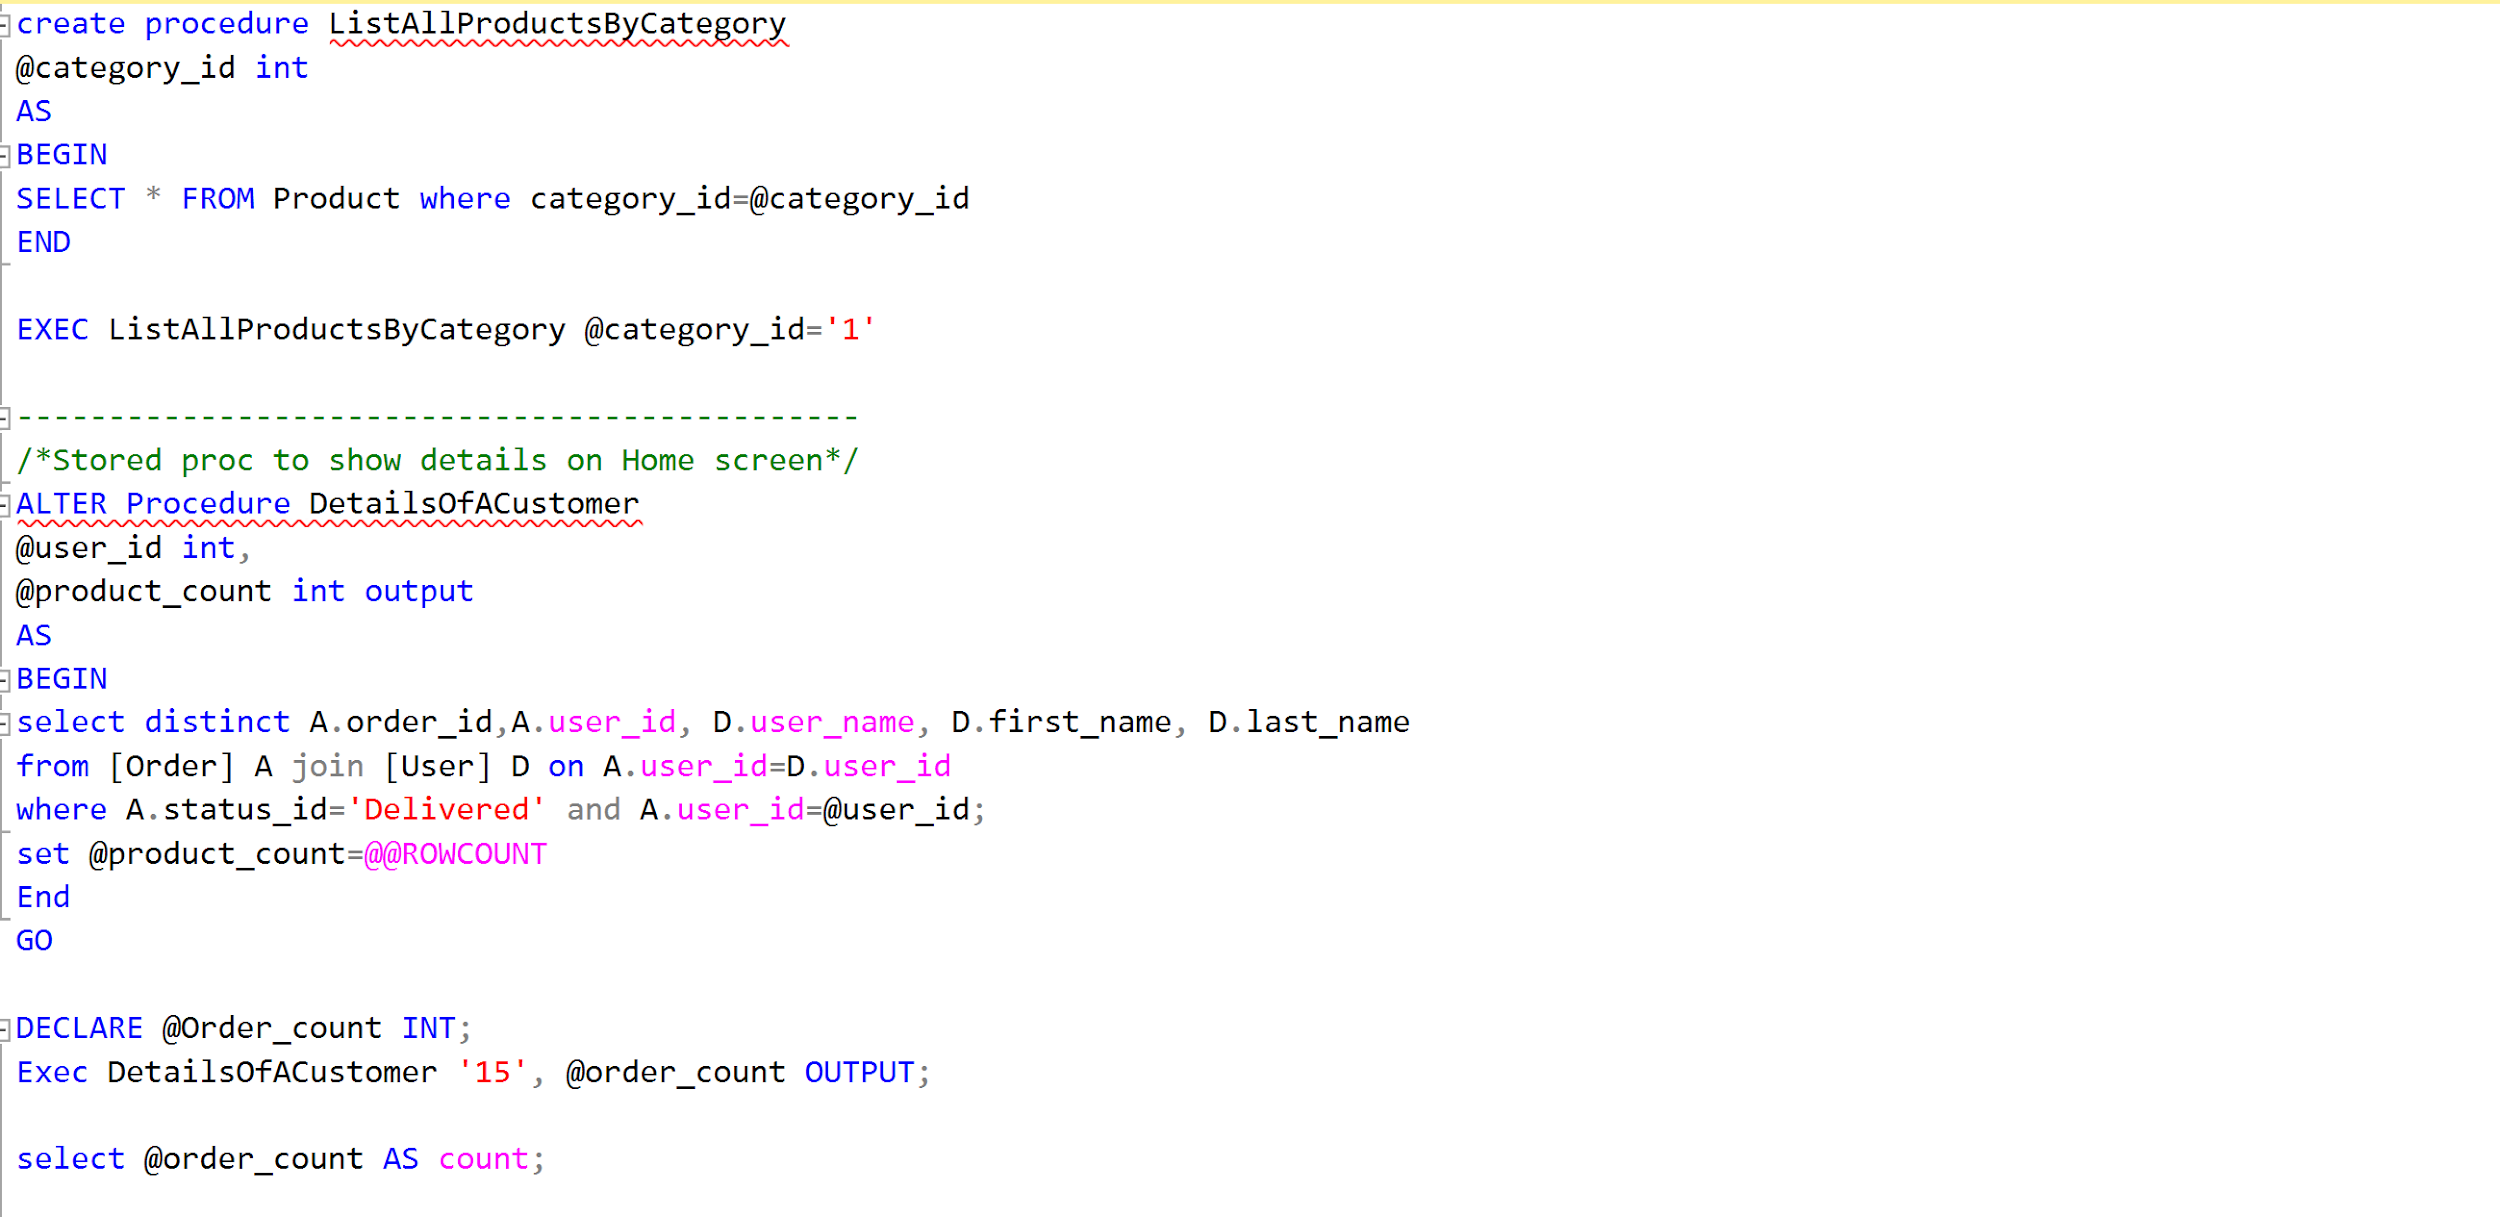 create procedure ListAllProductsByCategory
@category_id int
AS
BEGIN
SELECT * FROM Product where category_id=@category_id
END
EXEC ListAllProductsByCategory @category_id='1'
----------------------------------------------
/*Stored proc to show details on Home screen*/
ALTER Procedure DetailsOfACustomer
@user_id int,
@product_count int output
AS
BEGIN
select distinct A.order_id,A.user_id, D.user_name, D.first_name, D.last_name
from [Order] A join [User] D on A.user_id=D.user_id
where A.status_id='Delivered' and A.user_id=@user_id;
set @product_count=@@ROWCOUNT
End
GO
DECLARE @Order_count INT;
Exec DetailsOfACustomer '15', @order_count OUTPUT;
select @order_count AS count;